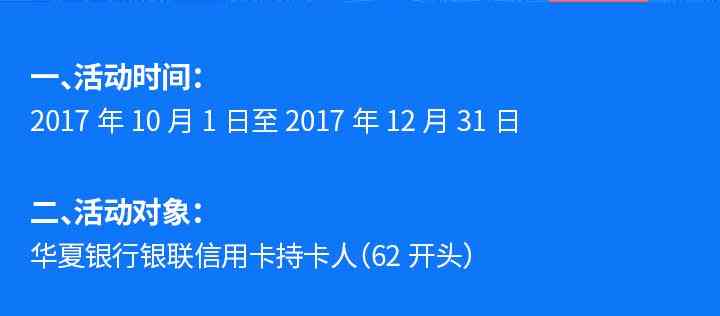 一、活动时间：
2017 年 10 月 1 日至 2017 年 12 月 31 日
二、活动对象：
华夏银行银联信用卡持卡人（62 开头）